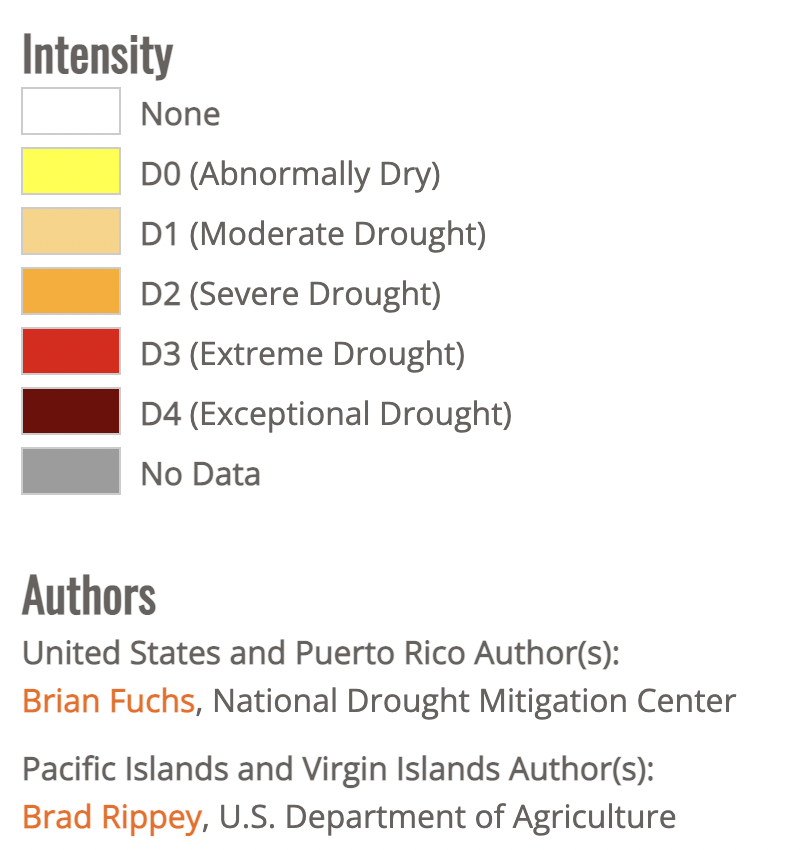 Intensity
None
D0 (Abnormally Dry)
D1 (Moderate Drought)
D2 (Severe Drought)
D3 (Extreme Drought)
D4 (Exceptional Drought)
No Data
Authors
United States and Puerto Rico Author(s):
Brian Fuchs, National Drought Mitigation Center
Pacific Islands and Virgin Islands Author(s):
Brad Rippey, U.S. Department of Agriculture